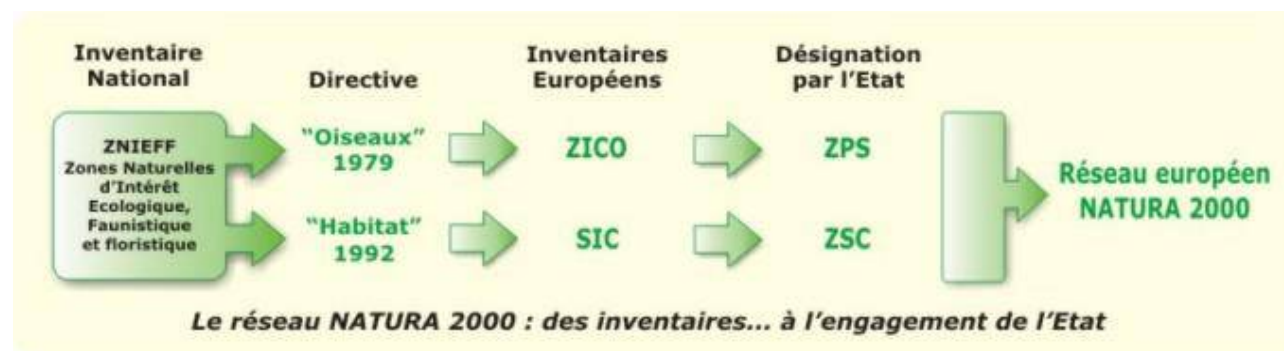 Inventaire
National
Directive
Inventaires
Européens
Désignation
par l'Etat
ZNIEFF
Zones Naturelles
d'Intérêt
Ecologique,
Faunistique
et floristique
"Oiseaux"
1979
ZICO
ZPS
"Habitat"
1992
SIC
ZSC
Réseau européen
NATURA 2000
Le réseau NATURA 2000 : des inventaires... à l'engagement de l'Etat